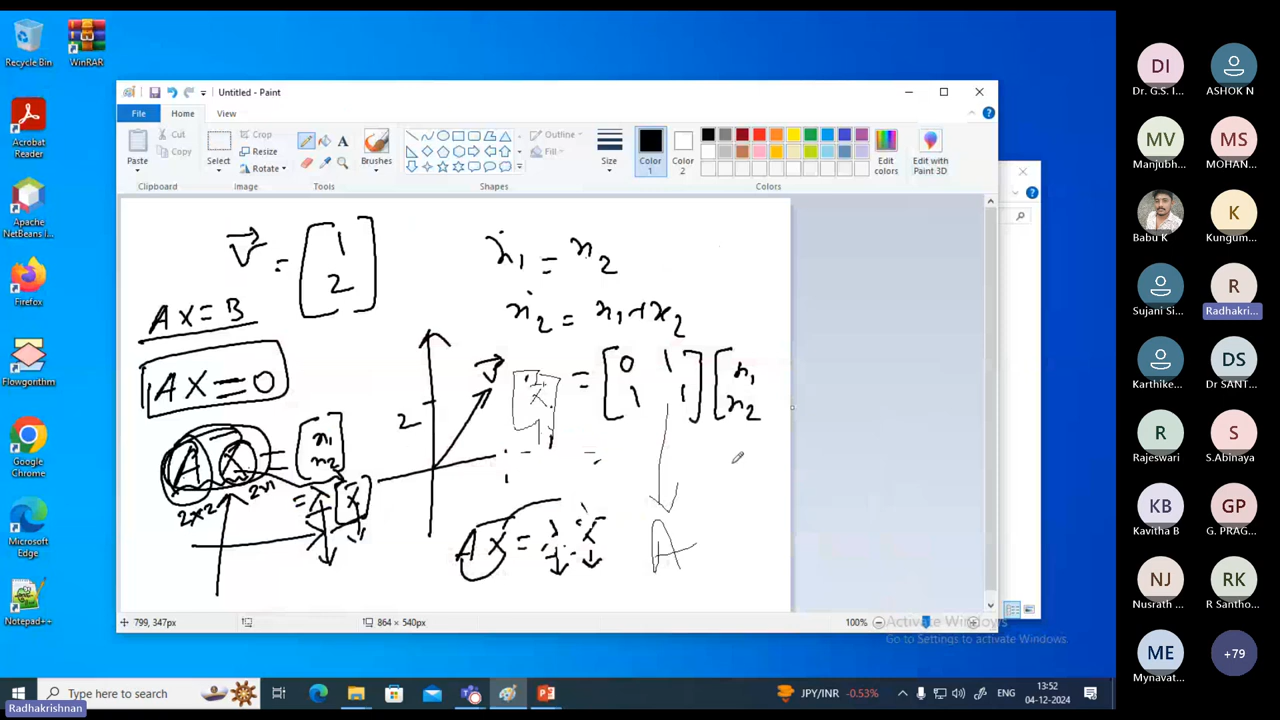 Recycle Bin
WinRAR
Acrobat Reader
Apache NetBeans I...
Firefox
Flowgorithm
Google Chrome
Microsoft Edge
Notepad++
Untitled - Paint
File
Home
View
Paste
Cut
Copy
Clipboard
Select
Crop
Resize
Rotate
Image
Tools
Brushes
Outline
Fill
Shapes
Size
Color 1
Color 2
Edit colors
Colors
Edit with Paint 3D
V = [1
2]
ẋ1 = x2
ẋ2 = x1 + x2
AX = B
AX = 0
V
2
= [0 1
1 1] [x1
x2
A X = [x1
x2]
2x2
2x1
= λ [X]
AX = λ X
A
799, 347px
864 × 540px
100%
Activate Windows
Go to Settings to activate Windows.
Type here to search
JPY/INR -0.53%
ENG
13:52
04-12-2024
Radhakrishnan
DI
Dr. G.S. I...
ASHOK N
MV
Manjubh...
MS
MOHAN...
Babu K
K
Kungum...
Sujani Si...
R
Radhakri...
Karthike...
DS
Dr SANT...
R
Rajeswari
S
S.Abinaya
KB
Kavitha B
G
G. PRAG...
NJ
Nusrath ...
RK
R Santho...
ME
Mynavat...
+79